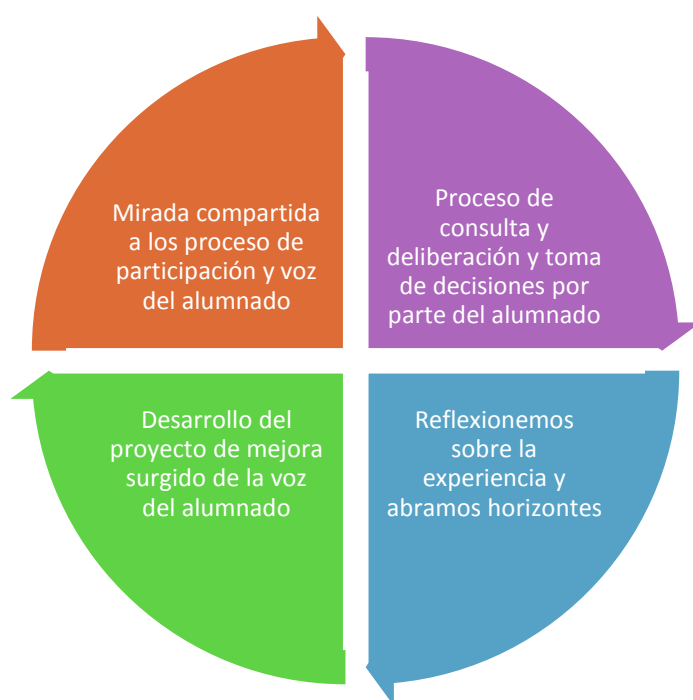 Mirada compartida
a los proceso de
participación y voz
del alumnado
Proceso de
consulta y
deliberación y toma
de decisiones por
parte del alumnado
Reflexionemos
sobre la
experiencia y
abramos horizontes
Desarrollo del
proyecto de mejora
surgido de la voz
del alumnado